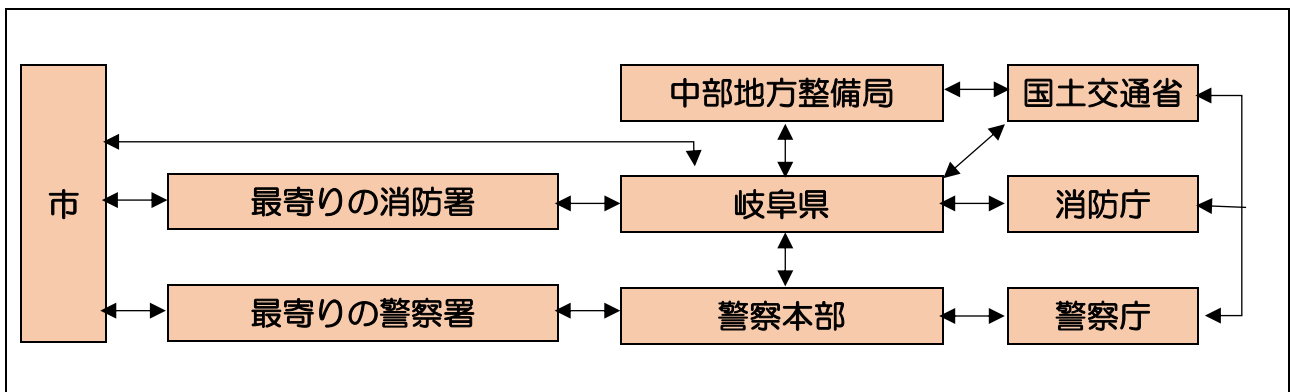 中部地方整備局
国土交通省
市
最寄りの消防署
岐阜県
消防庁
最寄りの警察署
警察本部
警察庁